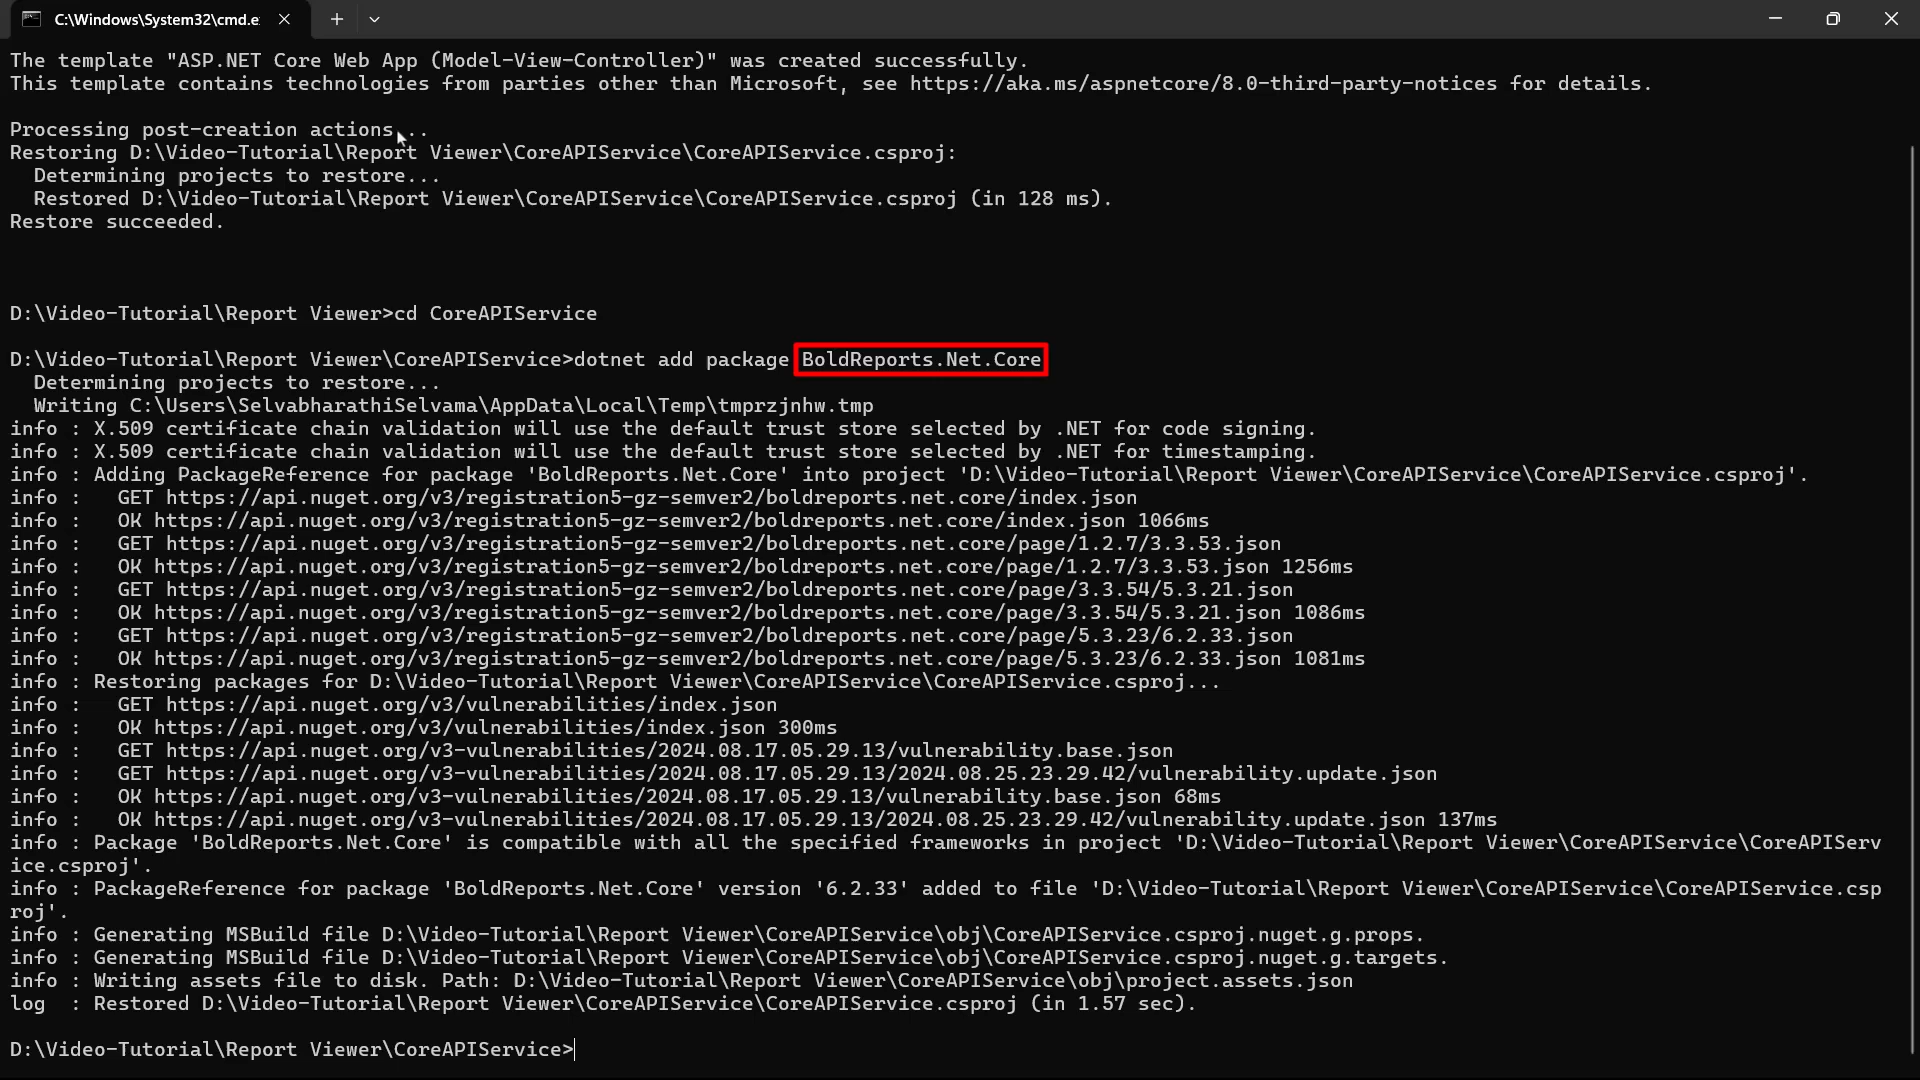 C:\Windows\System32\cmd.e
The template "ASP.NET Core Web App (Model-View-Controller)" was created successfully.
This template contains technologies from parties other than Microsoft, see https://aka.ms/aspnetcore/8.0-third-party-notices for details.
Processing post-creation actions...
Restoring D:\Video-Tutorial\Report Viewer\CoreAPIService\CoreAPIService.csproj:
  Determining projects to restore...
  Restored D:\Video-Tutorial\Report Viewer\CoreAPIService\CoreAPIService.csproj (in 128 ms).
Restore succeeded.
D:\Video-Tutorial\Report Viewer>cd CoreAPIService
D:\Video-Tutorial\Report Viewer\CoreAPIService>dotnet add package BoldReports.Net.Core
  Determining projects to restore...
  Writing C:\Users\SelvabharathiSelvama\AppData\Local\Temp\tmprzjnhw.tmp
info : X.509 certificate chain validation will use the default trust store selected by .NET for code signing.
info : X.509 certificate chain validation will use the default trust store selected by .NET for timestamping.
info : Adding PackageReference for package 'BoldReports.Net.Core' into project 'D:\Video-Tutorial\Report Viewer\CoreAPIService\CoreAPIService.csproj'.
info :   GET https://api.nuget.org/v3/registration5-gz-semver2/boldreports.net.core/index.json
info :   OK https://api.nuget.org/v3/registration5-gz-semver2/boldreports.net.core/index.json 1066ms
info :   GET https://api.nuget.org/v3/registration5-gz-semver2/boldreports.net.core/page/1.2.7/3.3.53.json
info :   OK https://api.nuget.org/v3/registration5-gz-semver2/boldreports.net.core/page/1.2.7/3.3.53.json 1256ms
info :   GET https://api.nuget.org/v3/registration5-gz-semver2/boldreports.net.core/page/3.3.54/5.3.21.json
info :   OK https://api.nuget.org/v3/registration5-gz-semver2/boldreports.net.core/page/3.3.54/5.3.21.json 1086ms
info :   GET https://api.nuget.org/v3/registration5-gz-semver2/boldreports.net.core/page/5.3.23/6.2.33.json
info :   OK https://api.nuget.org/v3/registration5-gz-semver2/boldreports.net.core/page/5.3.23/6.2.33.json 1081ms
info : Restoring packages for D:\Video-Tutorial\Report Viewer\CoreAPIService\CoreAPIService.csproj...
info :   GET https://api.nuget.org/v3/vulnerabilities/index.json
info :   OK https://api.nuget.org/v3/vulnerabilities/index.json 300ms
info :   GET https://api.nuget.org/v3-vulnerabilities/2024.08.17.05.29.13/vulnerability.base.json
info :   GET https://api.nuget.org/v3-vulnerabilities/2024.08.17.05.29.13/2024.08.25.23.29.42/vulnerability.update.json
info :   OK https://api.nuget.org/v3-vulnerabilities/2024.08.17.05.29.13/vulnerability.base.json 68ms
info :   OK https://api.nuget.org/v3-vulnerabilities/2024.08.17.05.29.13/2024.08.25.23.29.42/vulnerability.update.json 137ms
info : Package 'BoldReports.Net.Core' is compatible with all the specified frameworks in project 'D:\Video-Tutorial\Report Viewer\CoreAPIService\CoreAPIServ
ice.csproj'.
info : PackageReference for package 'BoldReports.Net.Core' version '6.2.33' added to file 'D:\Video-Tutorial\Report Viewer\CoreAPIService\CoreAPIService.csp
roj'.
info : Generating MSBuild file D:\Video-Tutorial\Report Viewer\CoreAPIService\obj\CoreAPIService.csproj.nuget.g.props.
info : Generating MSBuild file D:\Video-Tutorial\Report Viewer\CoreAPIService\obj\CoreAPIService.csproj.nuget.g.targets.
info : Writing assets file to disk. Path: D:\Video-Tutorial\Report Viewer\CoreAPIService\obj\project.assets.json
log  : Restored D:\Video-Tutorial\Report Viewer\CoreAPIService\CoreAPIService.csproj (in 1.57 sec).
D:\Video-Tutorial\Report Viewer\CoreAPIService>